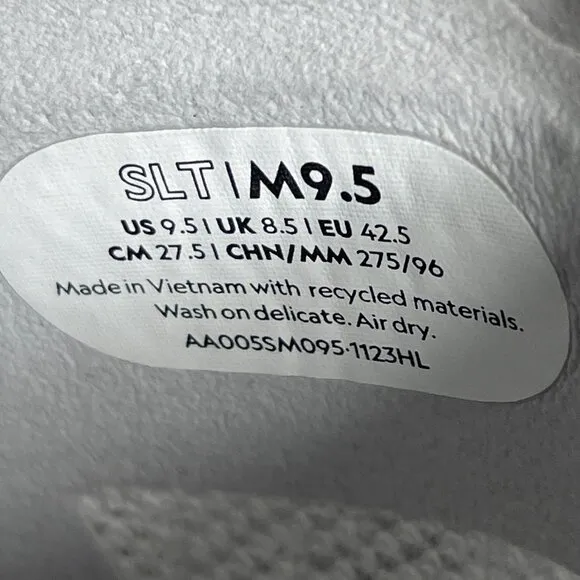 SLT|M9.5
US 9.5 | UK 8.5 | EU 42.5
CM 27.5 | CHN/MM 275/96
Made in Vietnam with recycled materials.
Wash on delicate. Air dry.
AA005SM095-1123HL